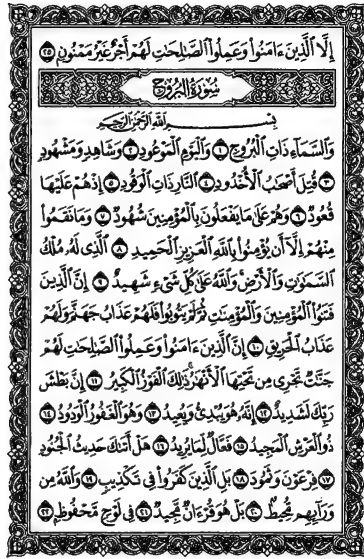 إِلَّا ٱلَّذِينَ ءَامَنُوا۟ وَعَمِلُوا۟ ٱلصَّٰلِحَٰتِ لَهُمْ أَجْرٌ غَيْرُ مَمْنُونٍ ٢٥
سُورَةُ الْبُرُوجِ
بِسْمِ ٱللَّهِ ٱلرَّحْمَٰنِ ٱلرَّحِيمِ
وَٱلسَّمَآءِ ذَاتِ ٱلْبُرُوجِ ١ وَٱلْيَوْمِ ٱلْمَوْعُودِ ٢ وَشَاهِدٍ وَمَشْهُودٍ
٣ قُتِلَ أَصْحَٰبُ ٱلْأُخْدُودِ ٤ ٱلنَّارِ ذَاتِ ٱلْوَقُودِ ٥ إِذْ هُمْ عَلَيْهَا
قُعُودٌ ٦ وَهُمْ عَلَىٰ مَا يَفْعَلُونَ بِٱلْمُؤْمِنِينَ شُهُودٌ ٧ وَمَا نَقَمُوا۟
مِنْهُمْ إِلَّآ أَن يُؤْمِنُوا۟ بِٱللَّهِ ٱلْعَزِيزِ ٱلْحَمِيدِ ٨ ٱلَّذِى لَهُۥ مُلْكُ
ٱلسَّمَٰوَٰتِ وَٱلْأَرْضِ وَٱللَّهُ عَلَىٰ كُلِّ شَىْءٍ شَهِيدٌ ٩ إِنَّ ٱلَّذِينَ
فَتَنُوا۟ ٱلْمُؤْمِنِينَ وَٱلْمُؤْمِنَٰتِ ثُمَّ لَمْ يَتُوبُوا۟ فَلَهُمْ عَذَابُ جَهَنَّمَ وَلَهُمْ
عَذَابُ ٱلْحَرِيقِ ١٠ إِنَّ ٱلَّذِينَ ءَامَنُوا۟ وَعَمِلُوا۟ ٱلصَّٰلِحَٰتِ لَهُمْ
جَنَّٰتٌ تَجْرِى مِن تَحْتِهَا ٱلْأَنْهَٰرُ ذَٰلِكَ ٱلْفَوْزُ ٱلْكَبِيرُ ١١ إِنَّ بَطْشَ
رَبِّكَ لَشَدِيدٌ ١٢ إِنَّهُۥ هُوَ يُبْدِئُ وَيُعِيدُ ١٣ وَهُوَ ٱلْغَفُورُ ٱلْوَدُودُ ١٤
ذُو ٱلْعَرْشِ ٱلْمَجِيدُ ١٥ فَعَّالٌ لِّمَا يُرِيدُ ١٦ هَلْ أَتَىٰكَ حَدِيثُ ٱلْجُنُودِ
١٧ فِرْعَوْنَ وَثَمُودَ ١٨ بَلِ ٱلَّذِينَ كَفَرُوا۟ فِى تَكْذِيبٍ ١٩ وَٱللَّهُ مِن
وَرَآئِهِم مُّحِيطٌ ٢٠ بَلْ هُوَ قُرْءَانٌ مَّجِيدٌ ٢١ فِى لَوْحٍ مَّحْفُوظٍ ٢٢